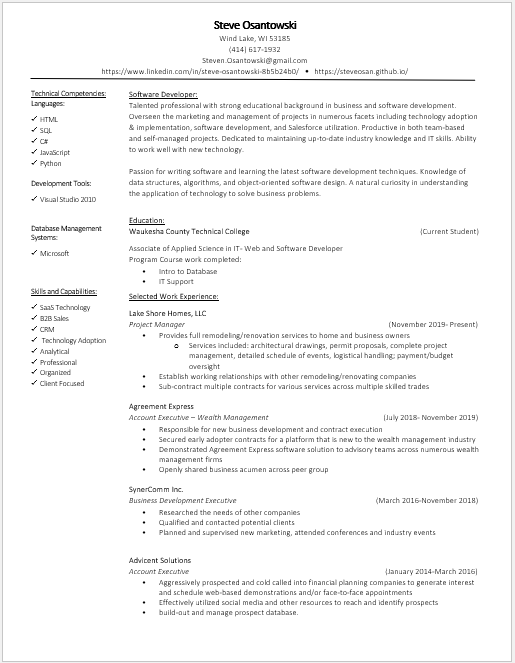 Steve Osantowski
Wind Lake, WI 53185
(414) 617-1932
Steven.Osantowski@gmail.com
https://www.linkedin.com/in/steve-osantowski-8b5b24b0/ • https://steveosan.github.io/
Technical Competencies:
Languages:
✓ HTML
✓ SQL
✓ C#
✓ JavaScript
✓ Python
Development Tools:
✓ Visual Studio 2010
Database Management
Systems:
✓ Microsoft
Skills and Capabilities:
✓ SaaS Technology
✓ B2B Sales
✓ CRM
✓ Technology Adoption
✓ Analytical
✓ Professional
✓ Organized
✓ Client Focused
Software Developer:
Talented professional with strong educational background in business and software development.
Overseen the marketing and management of projects in numerous facets including technology adoption
& implementation, software development, and Salesforce utilization. Productive in both team-based
and self-managed projects. Dedicated to maintaining up-to-date industry knowledge and IT skills. Ability
to work well with new technology.
Passion for writing software and learning the latest software development techniques. Knowledge of
data structures, algorithms, and object-oriented software design. A natural curiosity in understanding
the application of technology to solve business problems.
Education:
Waukesha County Technical College (Current Student)
Associate of Applied Science in IT- Web and Software Developer
Program Course work completed:
• Intro to Database
• IT Support
Selected Work Experience:
Lake Shore Homes, LLC
Project Manager (November 2019- Present)
• Provides full remodeling/renovation services to home and business owners
o Services included: architectural drawings, permit proposals, complete project
management, detailed schedule of events, logistical handling; payment/budget
oversight
• Establish working relationships with other remodeling/renovating companies
• Sub-contract multiple contracts for various services across multiple skilled trades
Agreement Express
Account Executive – Wealth Management (July 2018- November 2019)
• Responsible for new business development and contract execution
• Secured early adopter contracts for a platform that is new to the wealth management industry
• Demonstrated Agreement Express software solution to advisory teams across numerous wealth
management firms
• Openly shared business acumen across peer group
SynerComm Inc.
Business Development Executive (March 2016-November 2018)
• Researched the needs of other companies
• Qualified and contacted potential clients
• Planned and supervised new marketing, attended conferences and industry events
Advicent Solutions
Account Executive (January 2014-March 2016)
• Aggressively prospected and cold called into financial planning companies to generate interest
and schedule web-based demonstrations and/or face-to-face appointments
• Effectively utilized social media and other resources to reach and identify prospects
• build-out and manage prospect database.